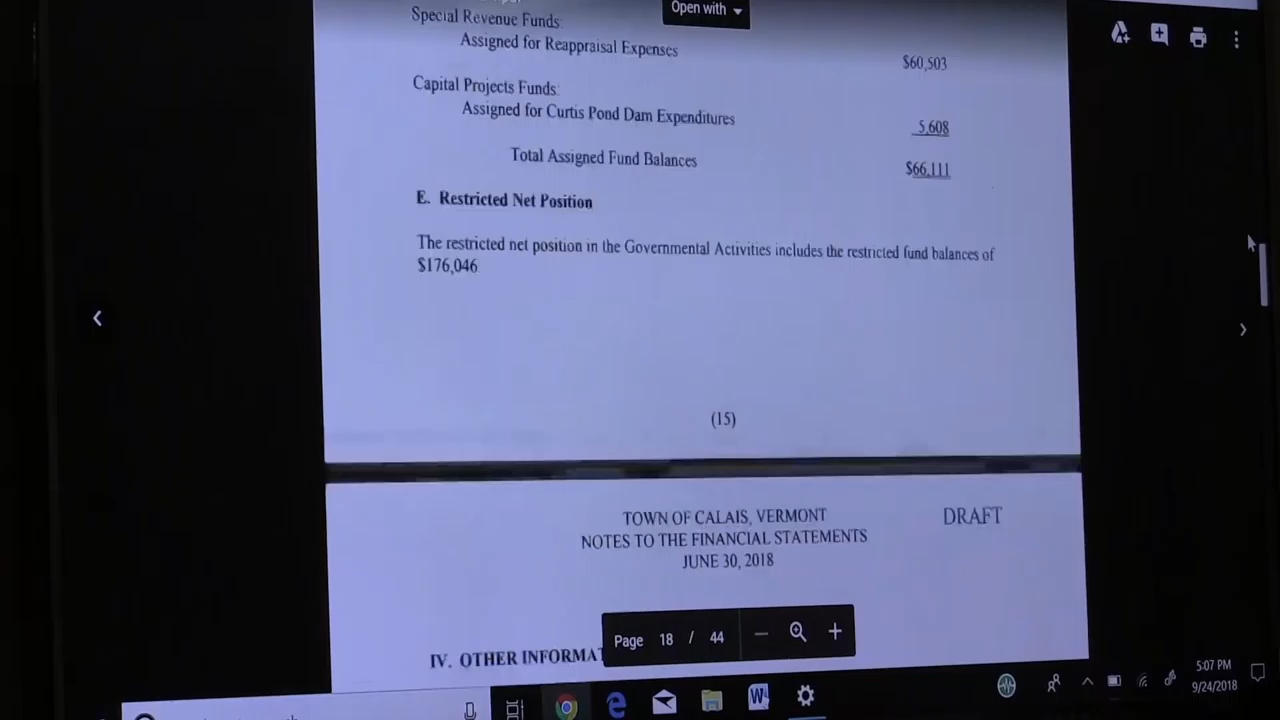 Open with
Special Revenue Funds:
Assigned for Reappraisal Expenses $60,503
Capital Projects Funds:
Assigned for Curtis Pond Dam Expenditures 5,608
Total Assigned Fund Balances $66,111
E. Restricted Net Position
The restricted net position in the Governmental Activities includes the restricted fund balances of
$176,046
(15)
TOWN OF CALAIS, VERMONT DRAFT
NOTES TO THE FINANCIAL STATEMENTS
JUNE 30, 2018
Page 18 / 44
IV. OTHER
5:07 PM
9/24/2018